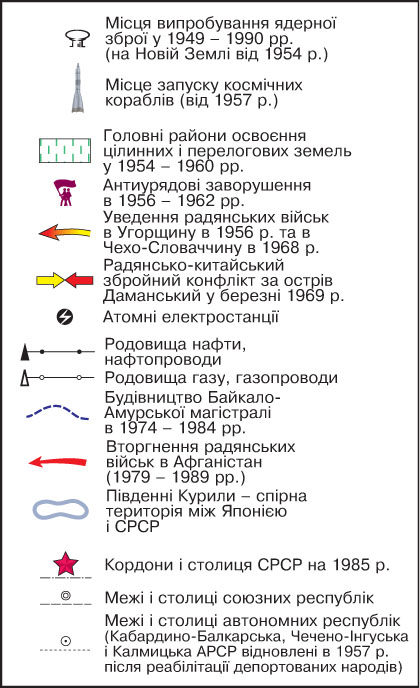 Місця випробування ядерної
зброї у 1949 – 1990 рр.
(на Новій Землі від 1954 р.)
Місце запуску космічних
кораблів (від 1957 р.)
Головні райони освоєння
цілинних і перелогових земель
у 1954 – 1960 рр.
Антиурядові заворушення
в 1956 – 1962 рр.
Уведення радянських військ
в Угорщину в 1956 р. та в
Чехо-Словаччину в 1968 р.
Радянсько-китайський
збройний конфлікт за острів
Даманський у березні 1969 р.
Атомні електростанції
Родовища нафти,
нафтопроводи
Родовища газу, газопроводи
Будівництво Байкало-
Амурської магістралі
в 1974 – 1984 рр.
Вторгнення радянських
військ в Афганістан
(1979 – 1989 рр.)
Південні Курили – спірна
територія між Японією
і СРСР
Кордони і столиця СРСР на 1985 р.
Межі і столиці союзних республік
Межі і столиці автономних республік
(Кабардино-Балкарська, Чечено-Інгуська
і Калмицька АРСР відновлені в 1957 р.
після реабілітації депортованих народів)